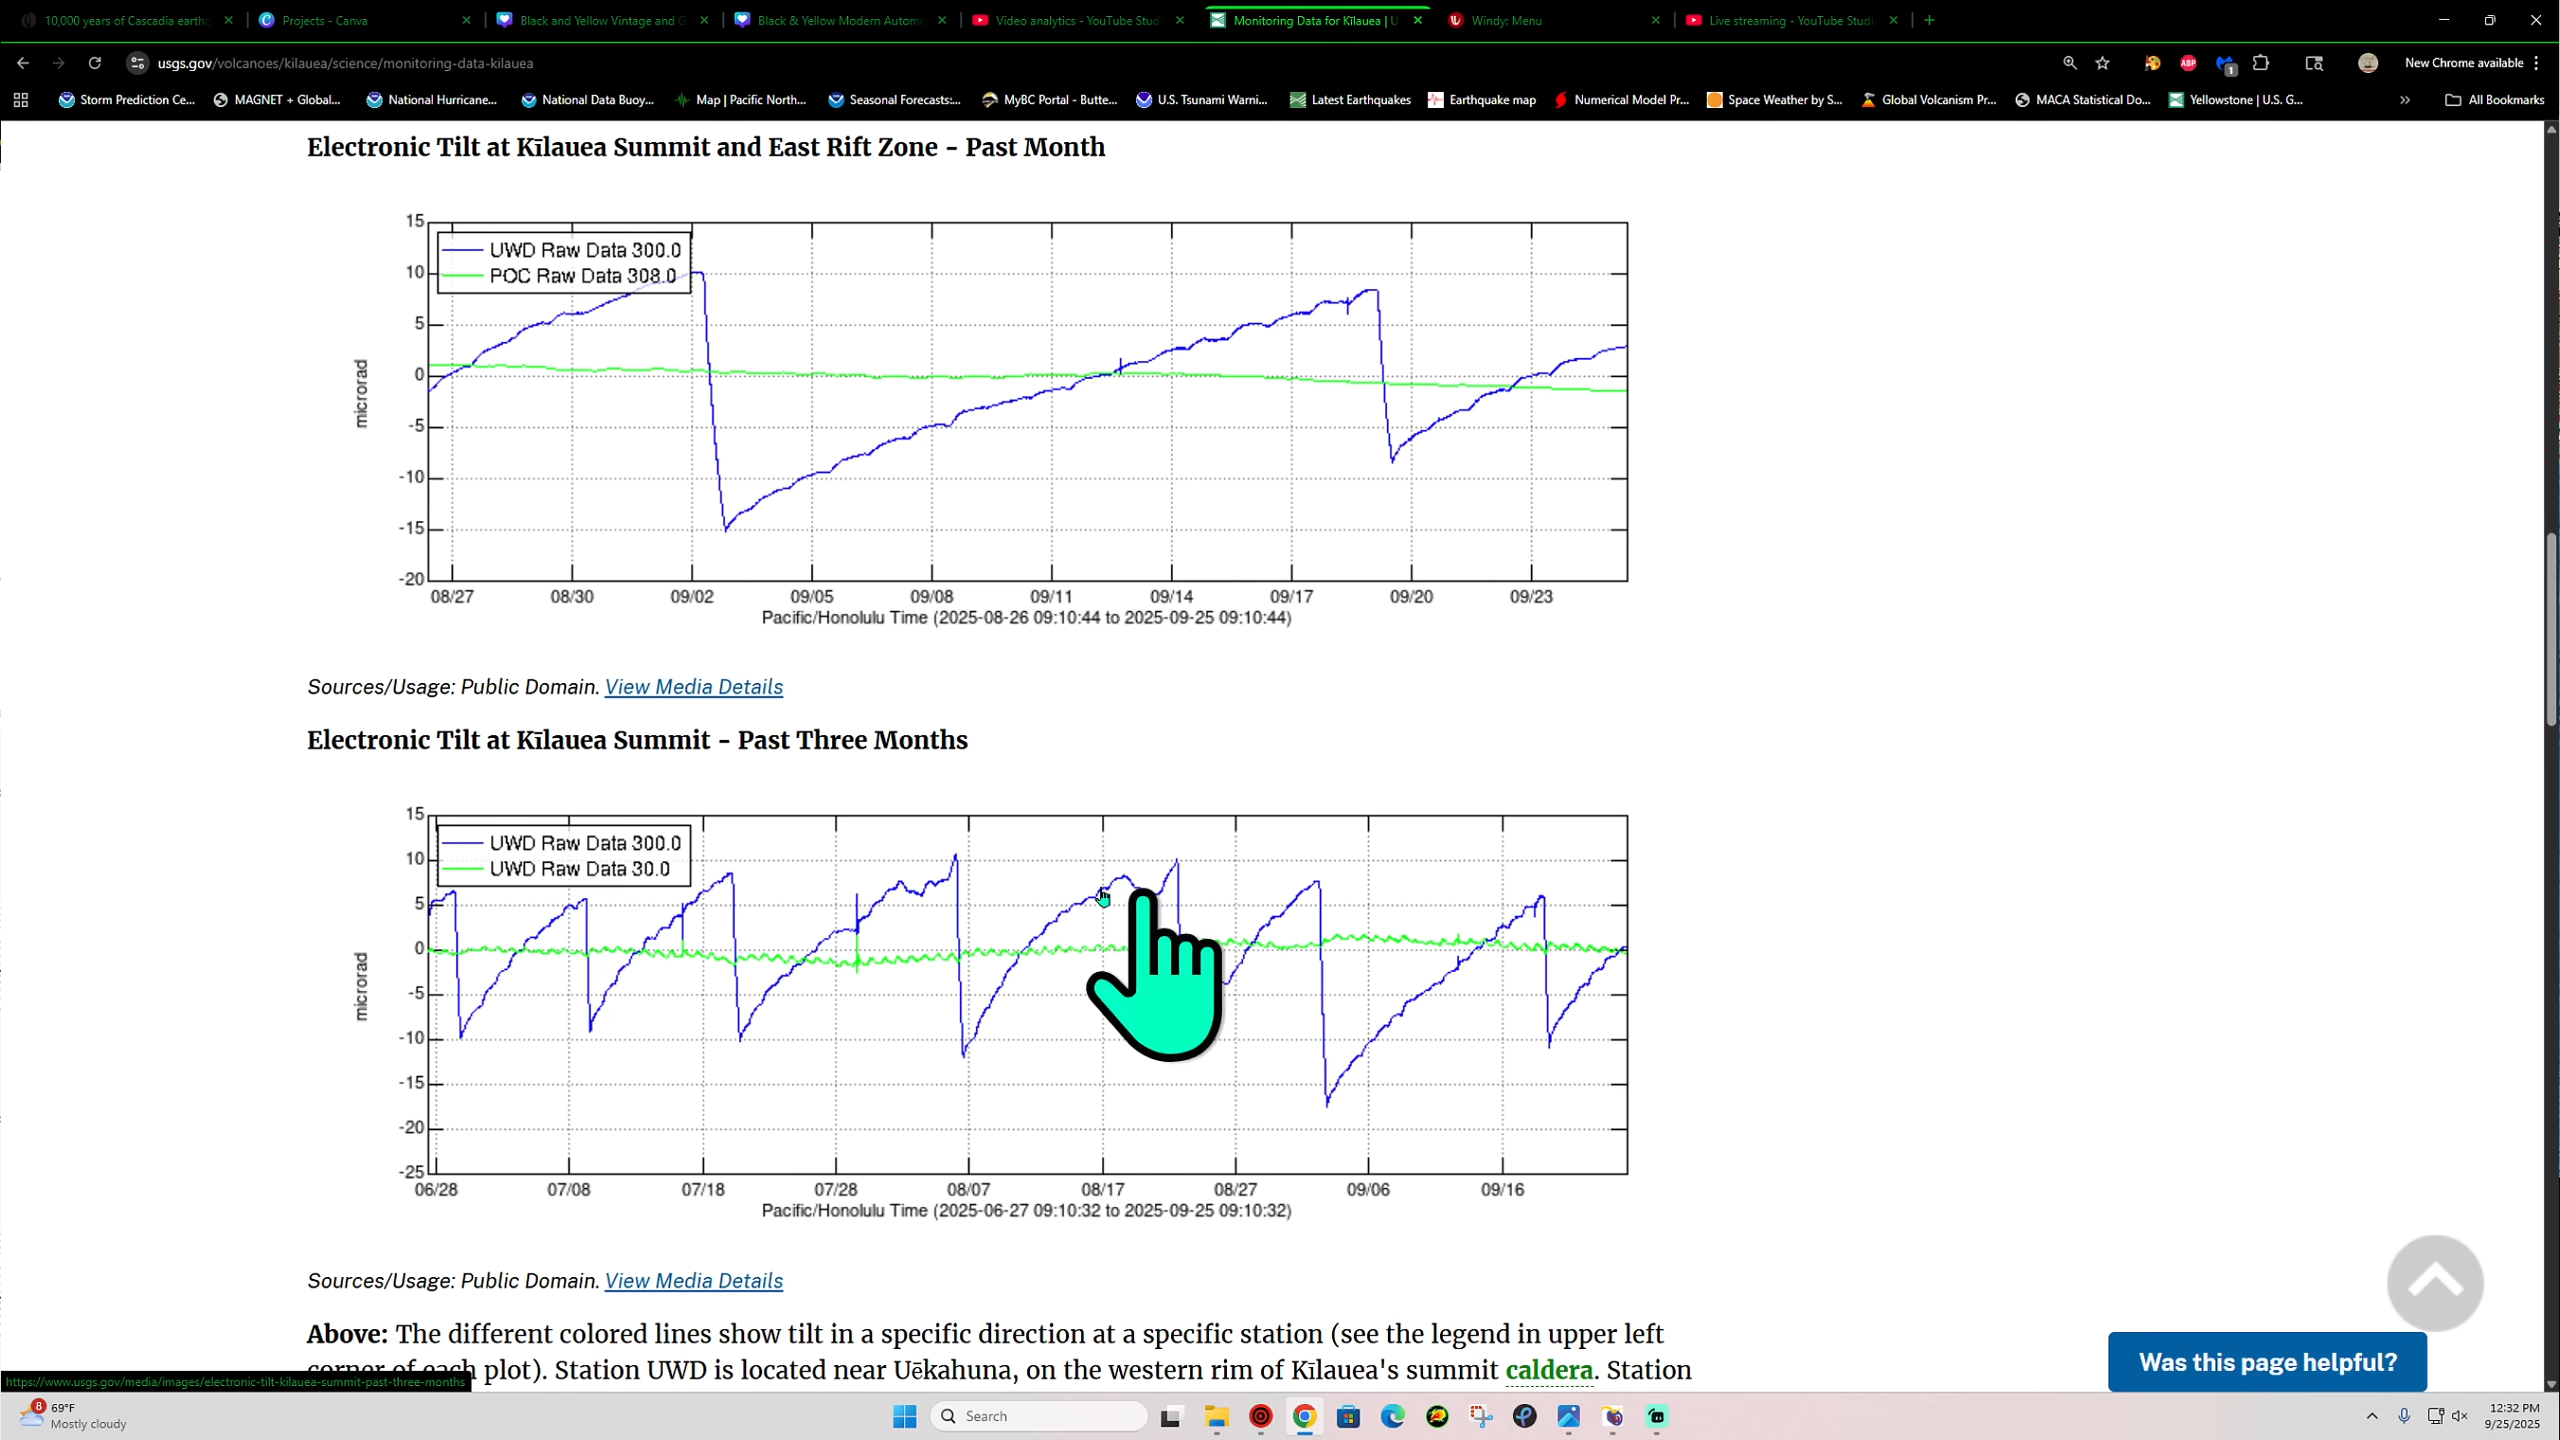 10,000 years of Cascadia earthq
Projects - Canva
Black and Yellow Vintage and G
Black & Yellow Modern Autom
Video analytics - YouTube Stud
Monitoring Data for Kīlauea | U
Windy: Menu
Live streaming - YouTube Studi
usgs.gov/volcanoes/kilauea/science/monitoring-data-kilauea
ABP
1
New Chrome available
Storm Prediction Ce...
MAGNET + Global...
National Hurricane...
National Data Buoy...
Map | Pacific North...
Seasonal Forecasts:...
MyBC Portal - Butte...
U.S. Tsunami Warni...
Latest Earthquakes
Earthquake map
Numerical Model Pr...
Space Weather by S...
Global Volcanism Pr...
MACA Statistical Do...
Yellowstone | U.S. G...
All Bookmarks
Electronic Tilt at Kīlauea Summit and East Rift Zone - Past Month
UWD Raw Data 300.0
POC Raw Data 308.0
15
10
5
0
-5
-10
-15
-20
microrad
08/27 08/30 09/02 09/05 09/08 09/11 09/14 09/17 09/20 09/23
Pacific/Honolulu Time (2025-08-26 09:10:44 to 2025-09-25 09:10:44)
Sources/Usage: Public Domain. View Media Details
Electronic Tilt at Kīlauea Summit - Past Three Months
UWD Raw Data 300.0
UWD Raw Data 30.0
15
10
5
0
-5
-10
-15
-20
-25
microrad
06/28 07/08 07/18 07/28 08/07 08/17 08/27 09/06 09/16
Pacific/Honolulu Time (2025-06-27 09:10:32 to 2025-09-25 09:10:32)
Sources/Usage: Public Domain. View Media Details
Above: The different colored lines show tilt in a specific direction at a specific station (see the legend in upper left
corner of each plot). Station UWD is located near Uēkahuna, on the western rim of Kīlauea's summit caldera. Station
Was this page helpful?
https://www.usgs.gov/media/images/electronic-tilt-kilauea-summit-past-three-months
8
69°F
Mostly cloudy
Search
12:32 PM
9/25/2025